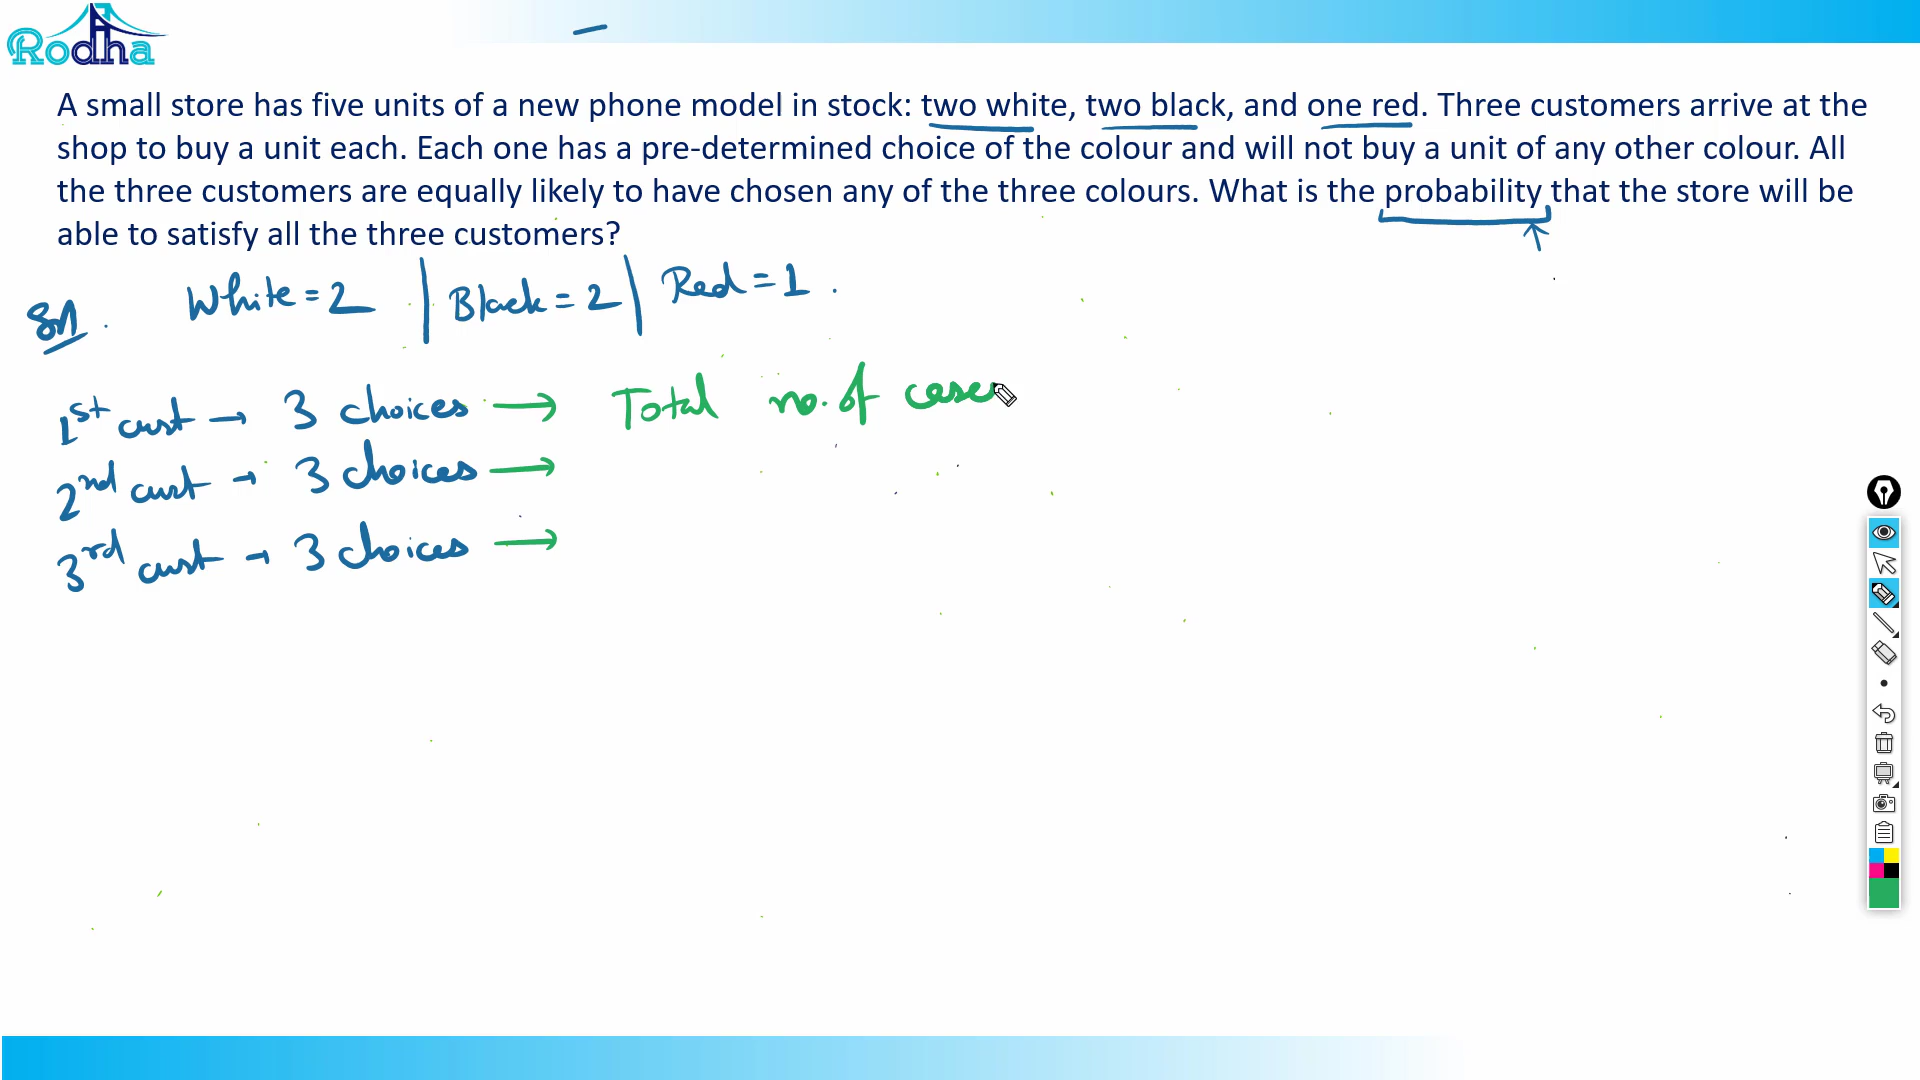 Rodha
A small store has five units of a new phone model in stock: two white, two black, and one red. Three customers arrive at the
shop to buy a unit each. Each one has a pre-determined choice of the colour and will not buy a unit of any other colour. All
the three customers are equally likely to have chosen any of the three colours. What is the probability that the store will be
able to satisfy all the three customers?
Sol. White = 2 | Black = 2 | Red = 1 .
1st cust → 3 choices → Total no. of cases
2nd cust → 3 choices →
3rd cust → 3 choices →